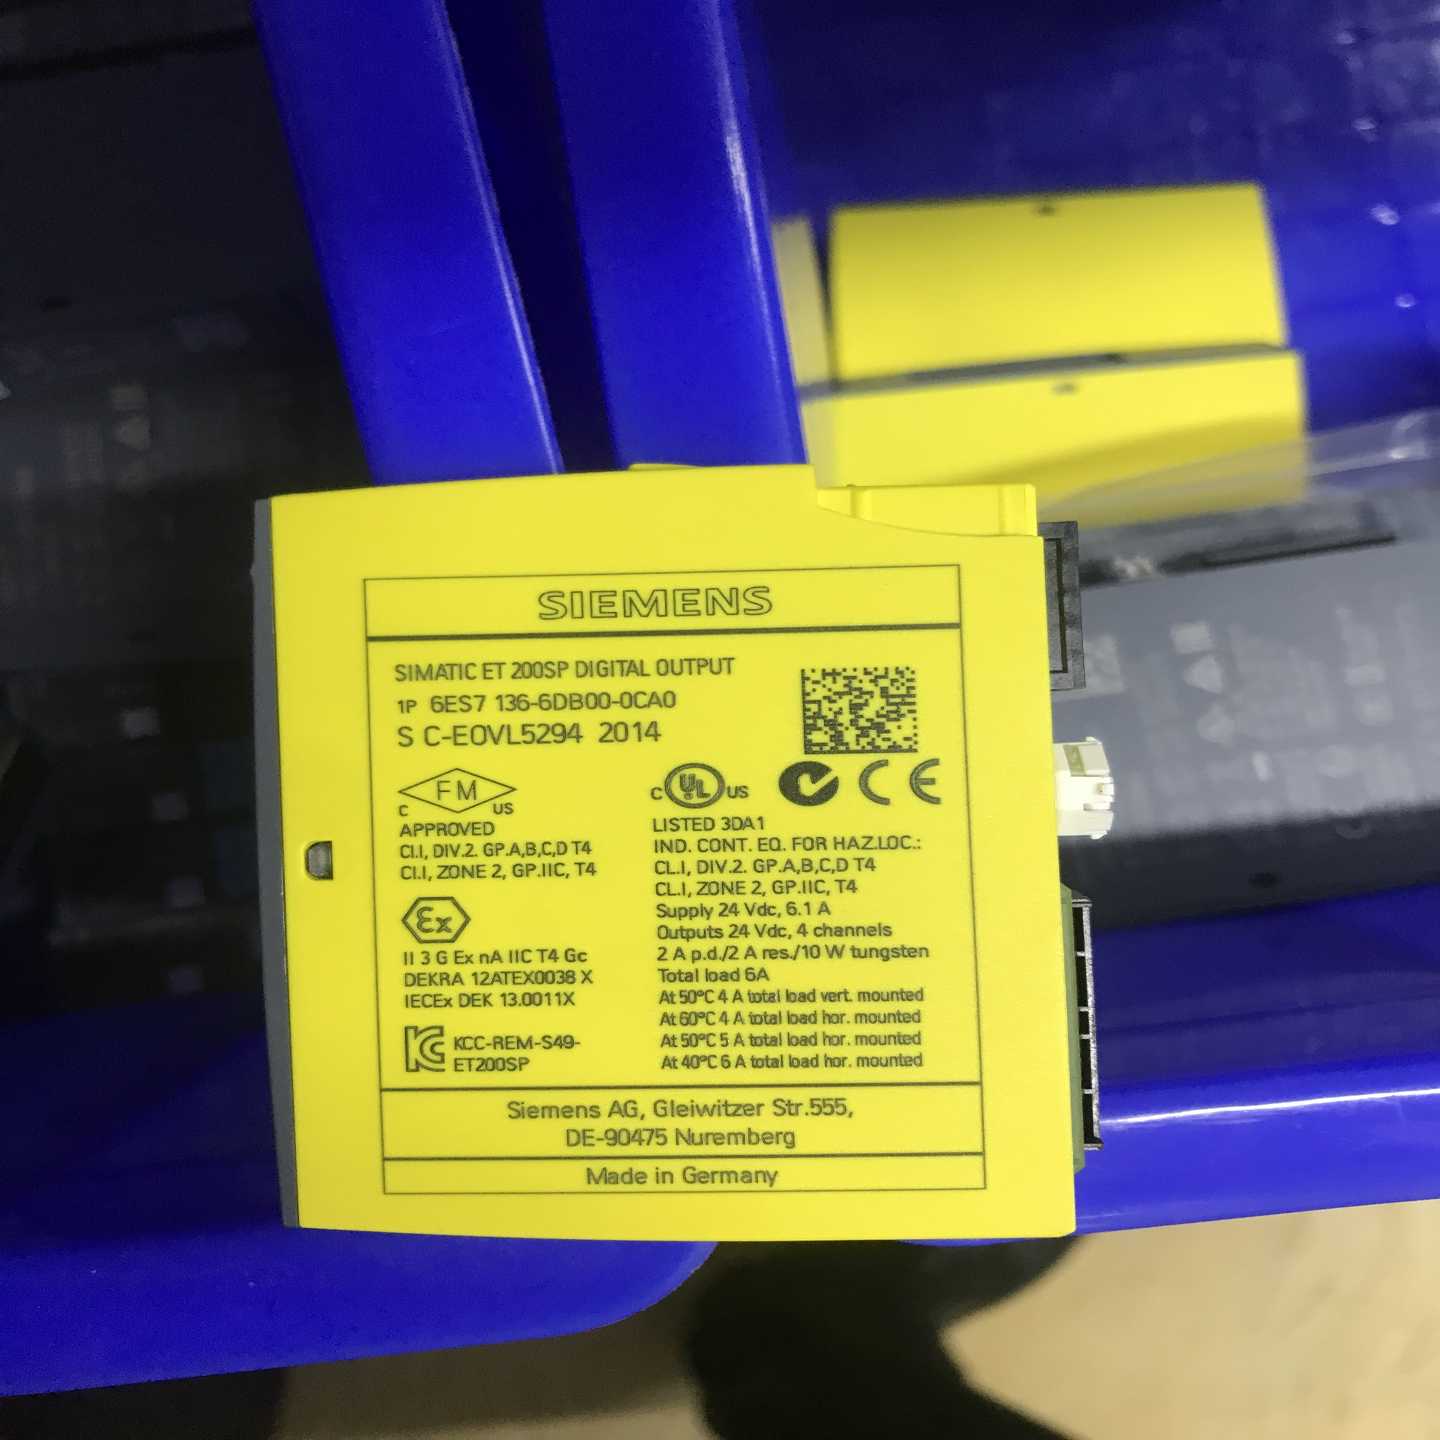 SIEMENS
SIMATIC ET 200SP DIGITAL OUTPUT
1P 6ES7 136-6DB00-0CA0
S C-EOVL5294 2014
FM
C US
APPROVED
CI.I, DIV.2. GP.A,B,C,D T4
CI.I, ZONE 2, GP.IIC, T4
Ex
II 3 G Ex nA IIC T4 Gc
DEKRA 12ATEX0038 X
IECEx DEK 13.0011X
KCC-REM-S49-
ET200SP
C UL US CE
LISTED 3DA1
IND. CONT. EQ. FOR HAZ.LOC.:
CL.I, DIV.2. GP.A,B,C,D T4
CL.I, ZONE 2, GP.IIC, T4
Supply 24 Vdc, 6.1 A
Outputs 24 Vdc, 4 channels
2 A p.d./2 A res./10 W tungsten
Total load 6A
At 50°C 4 A total load vert. mounted
At 60°C 4 A total load hor. mounted
At 50°C 5 A total load hor. mounted
At 40°C 6 A total load hor. mounted
Siemens AG, Gleiwitzer Str.555,
DE-90475 Nuremberg
Made in Germany